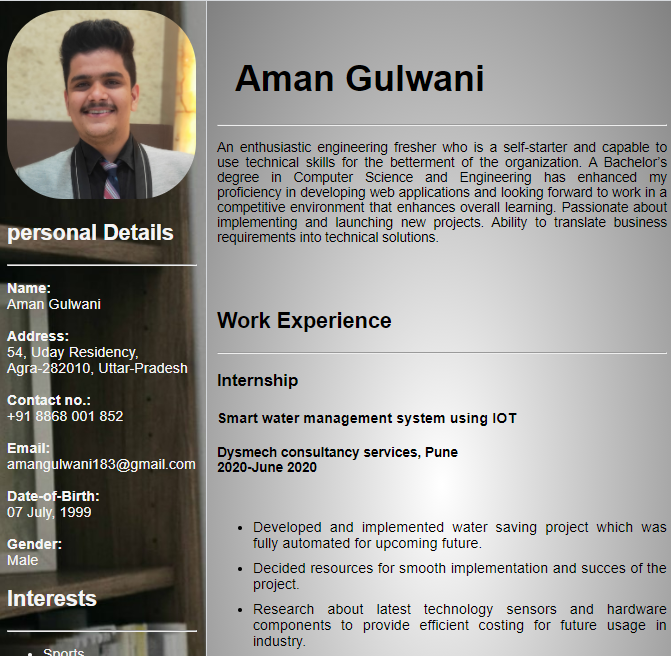 personal Details
Name:
Aman Gulwani
Address:
54, Uday Residency,
Agra-282010, Uttar-Pradesh
Contact no.:
+91 8868 001 852
Email:
amangulwani183@gmail.com
Date-of-Birth:
07 July, 1999
Gender:
Male
Interests
Sports
Aman Gulwani
An enthusiastic engineering fresher who is a self-starter and capable to
use technical skills for the betterment of the organization. A Bachelor's
degree in Computer Science and Engineering has enhanced my
proficiency in developing web applications and looking forward to work in a
competitive environment that enhances overall learning. Passionate about
implementing and launching new projects. Ability to translate business
requirements into technical solutions.
Work Experience
Internship
Smart water management system using IOT
Dysmech consultancy services, Pune
2020-June 2020
• Developed and implemented water saving project which was
fully automated for upcoming future.
• Decided resources for smooth implementation and succes of the
project.
• Research about latest technology sensors and hardware
components to provide efficient costing for future usage in
industry.